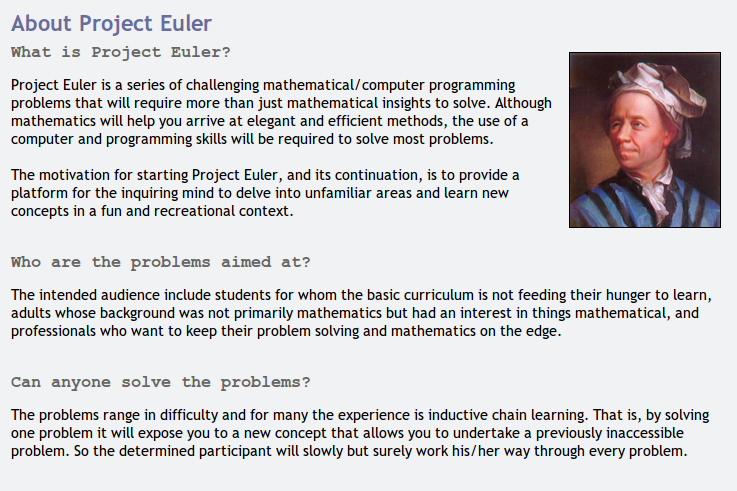 About Project Euler
What is Project Euler?
Project Euler is a series of challenging mathematical/computer programming
problems that will require more than just mathematical insights to solve. Although
mathematics will help you arrive at elegant and efficient methods, the use of a
computer and programming skills will be required to solve most problems.
The motivation for starting Project Euler, and its continuation, is to provide a
platform for the inquiring mind to delve into unfamiliar areas and learn new
concepts in a fun and recreational context.
Who are the problems aimed at?
The intended audience include students for whom the basic curriculum is not feeding their hunger to learn,
adults whose background was not primarily mathematics but had an interest in things mathematical, and
professionals who want to keep their problem solving and mathematics on the edge.
Can anyone solve the problems?
The problems range in difficulty and for many the experience is inductive chain learning. That is, by solving
one problem it will expose you to a new concept that allows you to undertake a previously inaccessible
problem. So the determined participant will slowly but surely work his/her way through every problem.